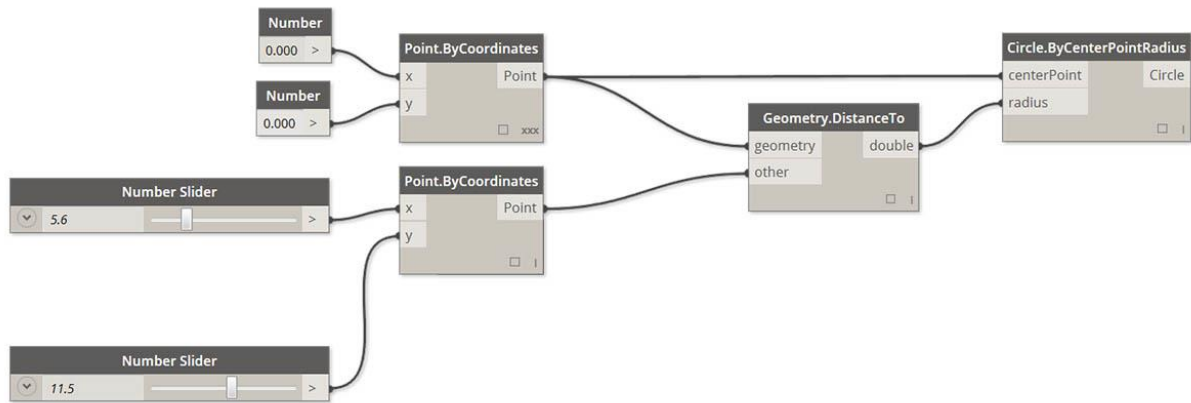 Number
0.000 >
Number
0.000 >
Point.ByCoordinates
x Point
y
xxx
Circle.ByCenterPointRadius
centerPoint Circle
radius
l
Geometry.DistanceTo
geometry double
other
l
Point.ByCoordinates
x Point
y
l
Number Slider
5.6 >
Number Slider
11.5 >